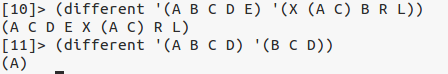 [10]> (different '(A B C D E) '(X (A C) B R L))
(A C D E X (A C) R L)
[11]> (different '(A B C D) '(B C D))
(A)